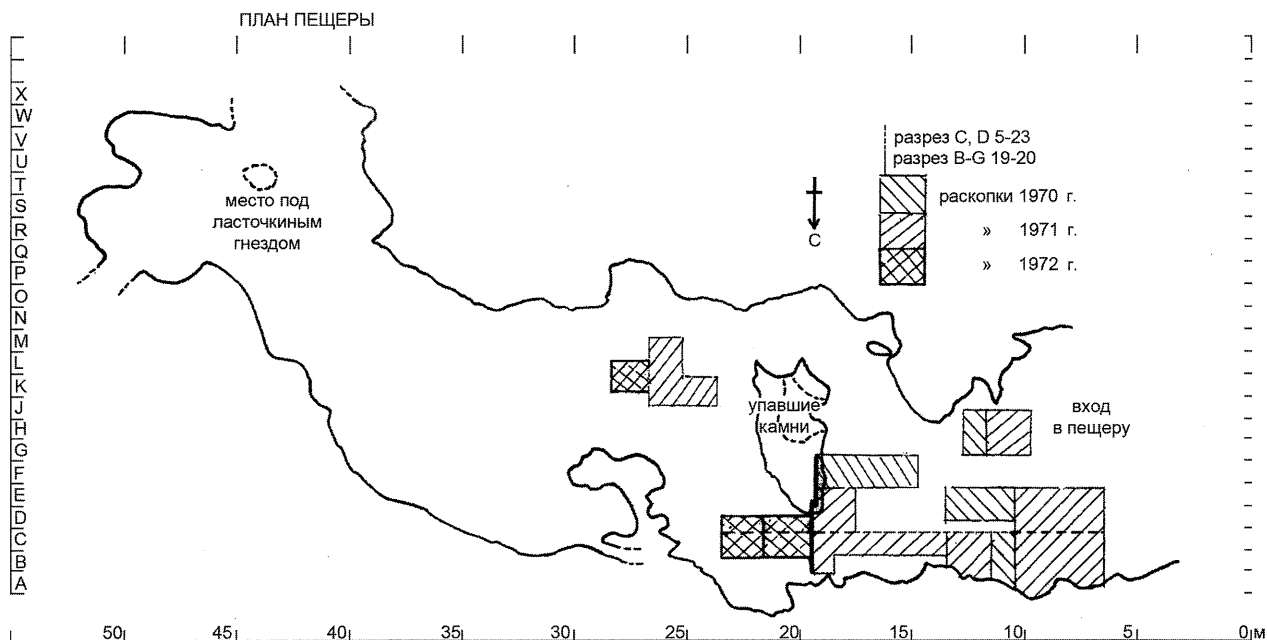 ПЛАН ПЕЩЕРЫ
X
W
V
U
T
S
R
Q
P
O
N
M
L
K
J
H
G
F
E
D
C
B
A
место под
ласточкиным
гнездом
разрез C, D 5-23
разрез B-G 19-20
раскопки 1970 г.
» 1971 г.
» 1972 г.
С
упавшие
камни
вход
в пещеру
50 45 40 35 30 25 20 15 10 5 0м